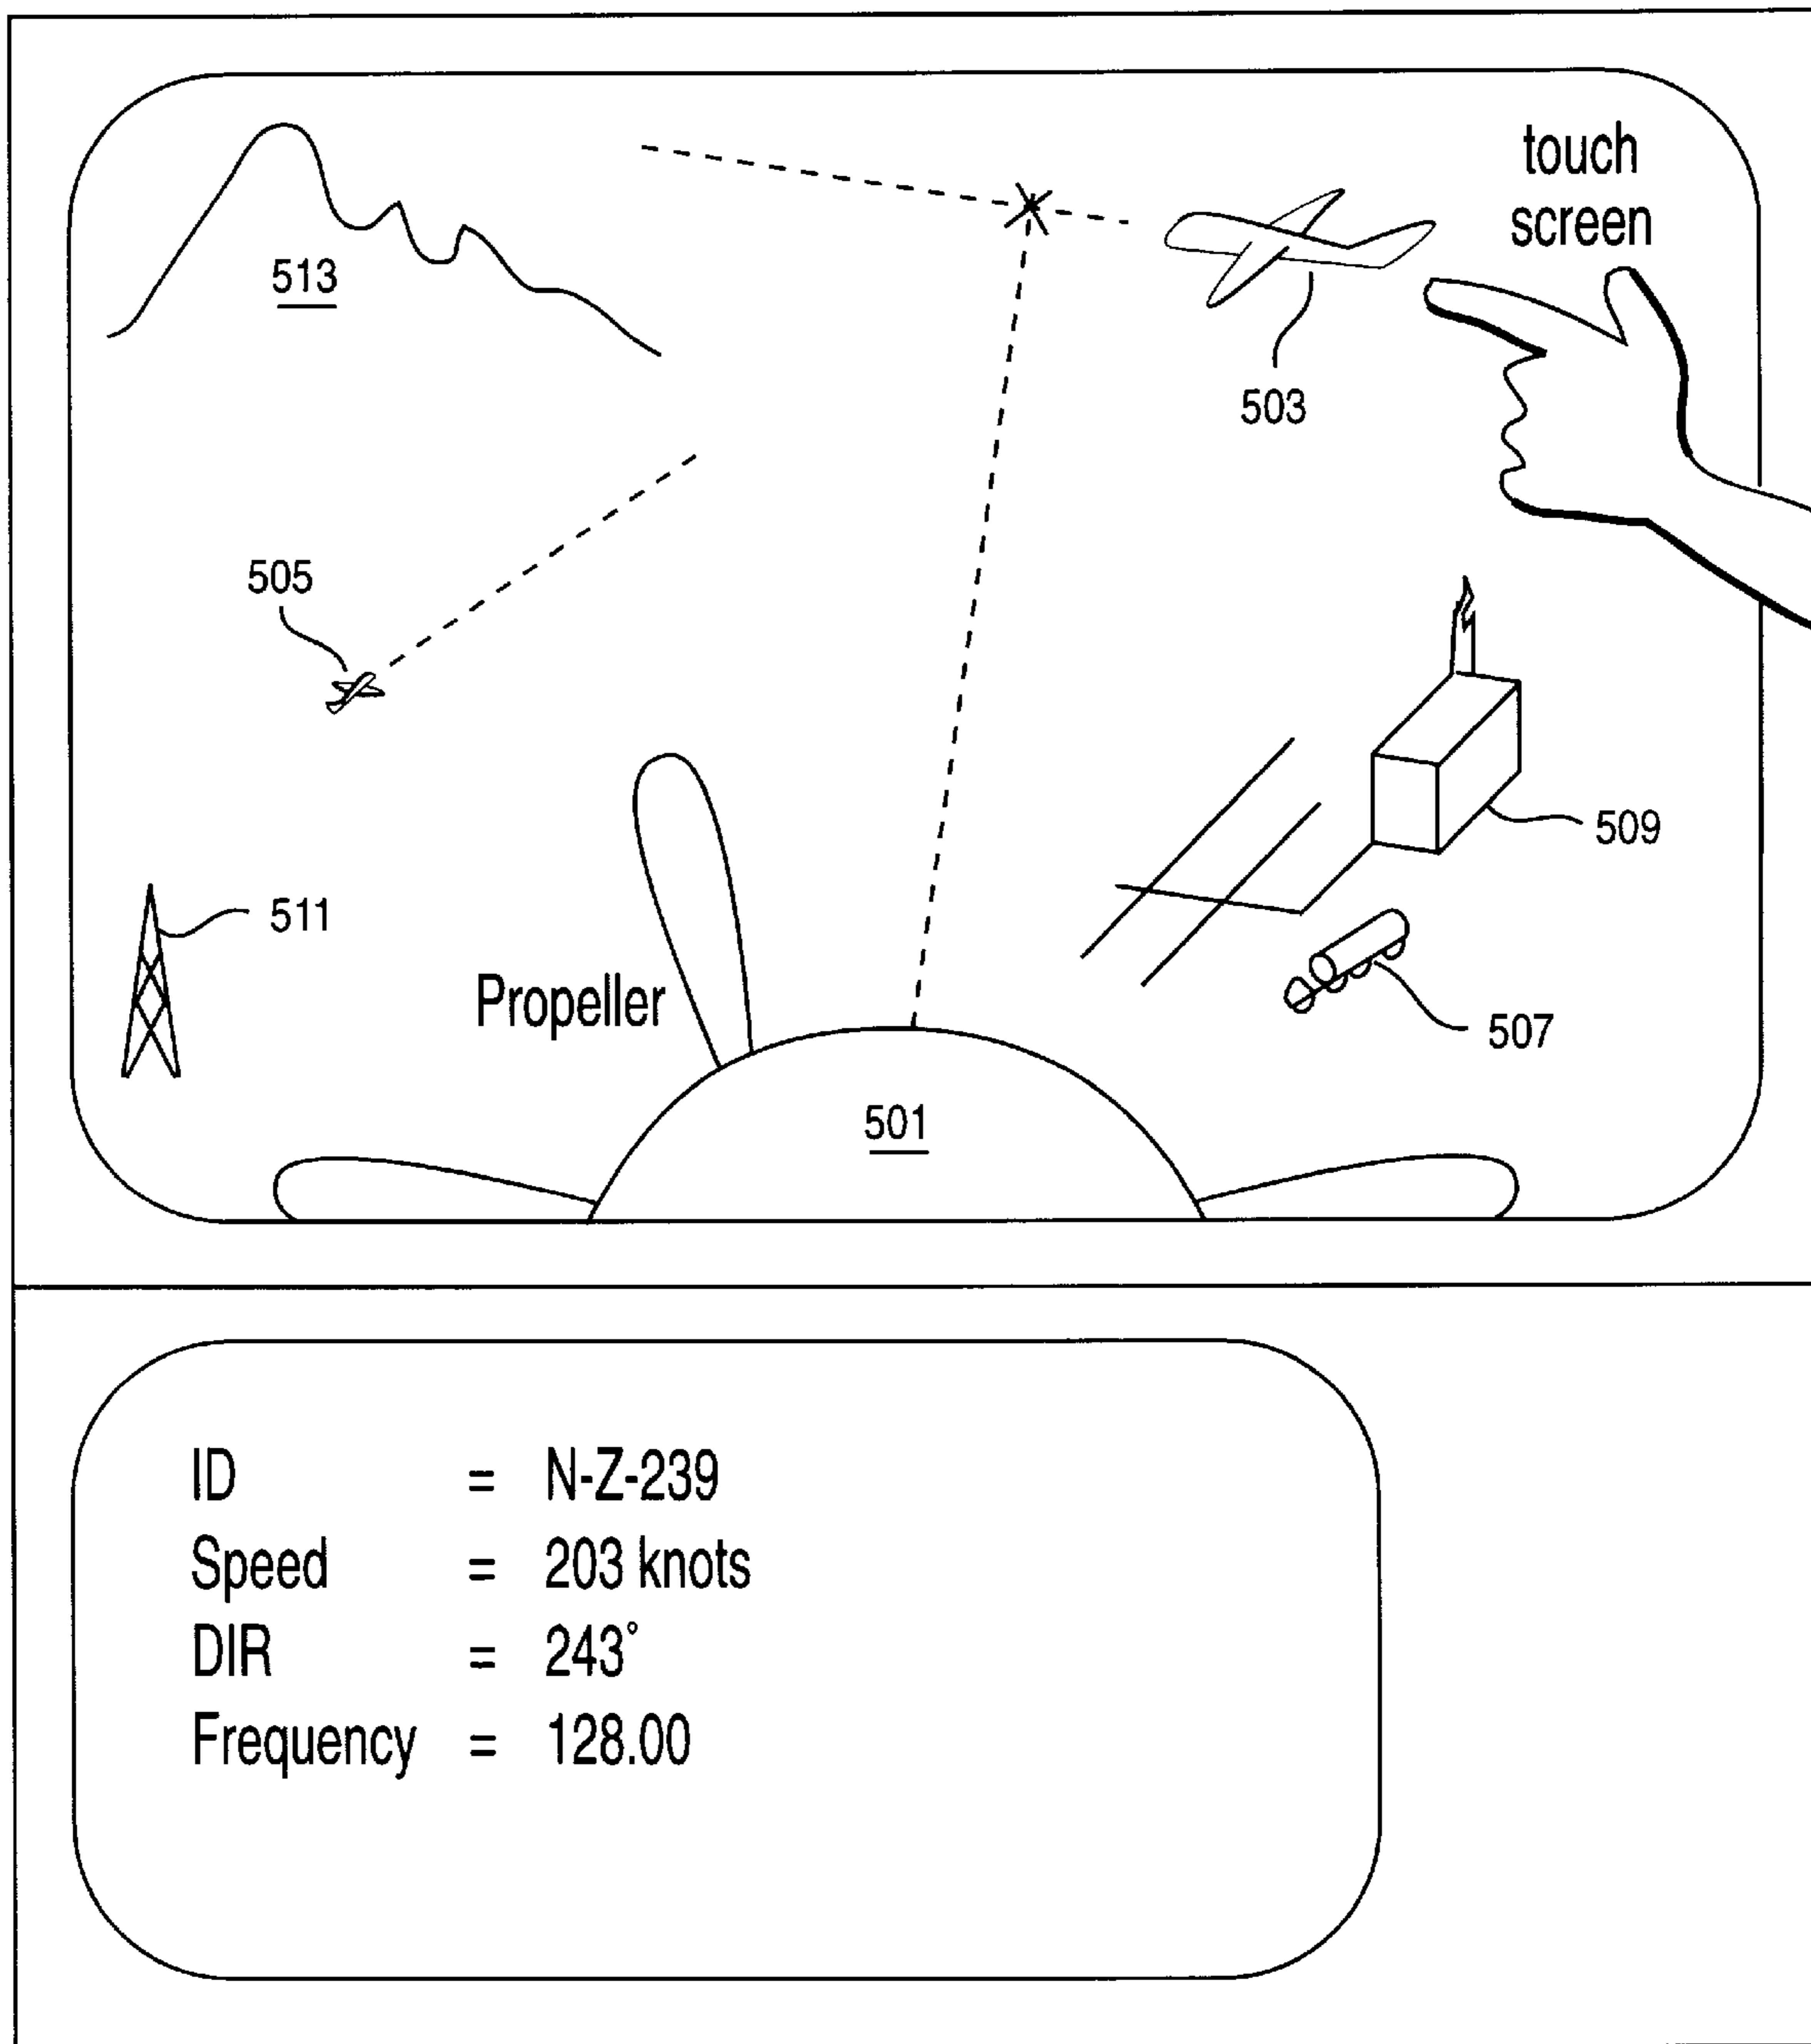 touch
screen
513
503
505
509
511
Propeller
507
501
ID = N-Z-239
Speed = 203 knots
DIR = 243°
Frequency = 128.00